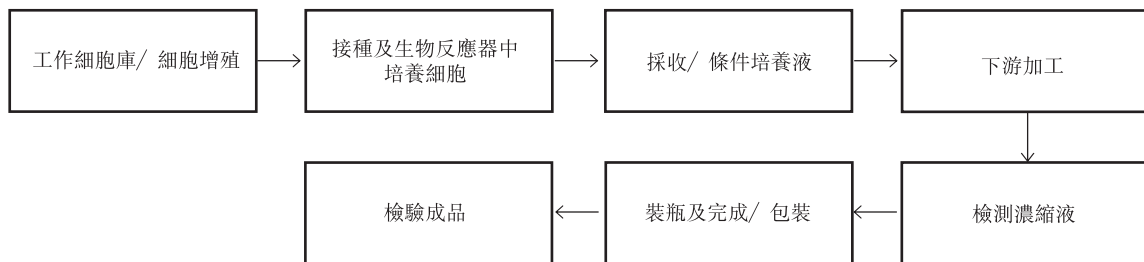 工作細胞庫/ 細胞增殖
接種及生物反應器中
培養細胞
採收/ 條件培養液
下游加工
檢測濃縮液
裝瓶及完成/ 包裝
檢驗成品